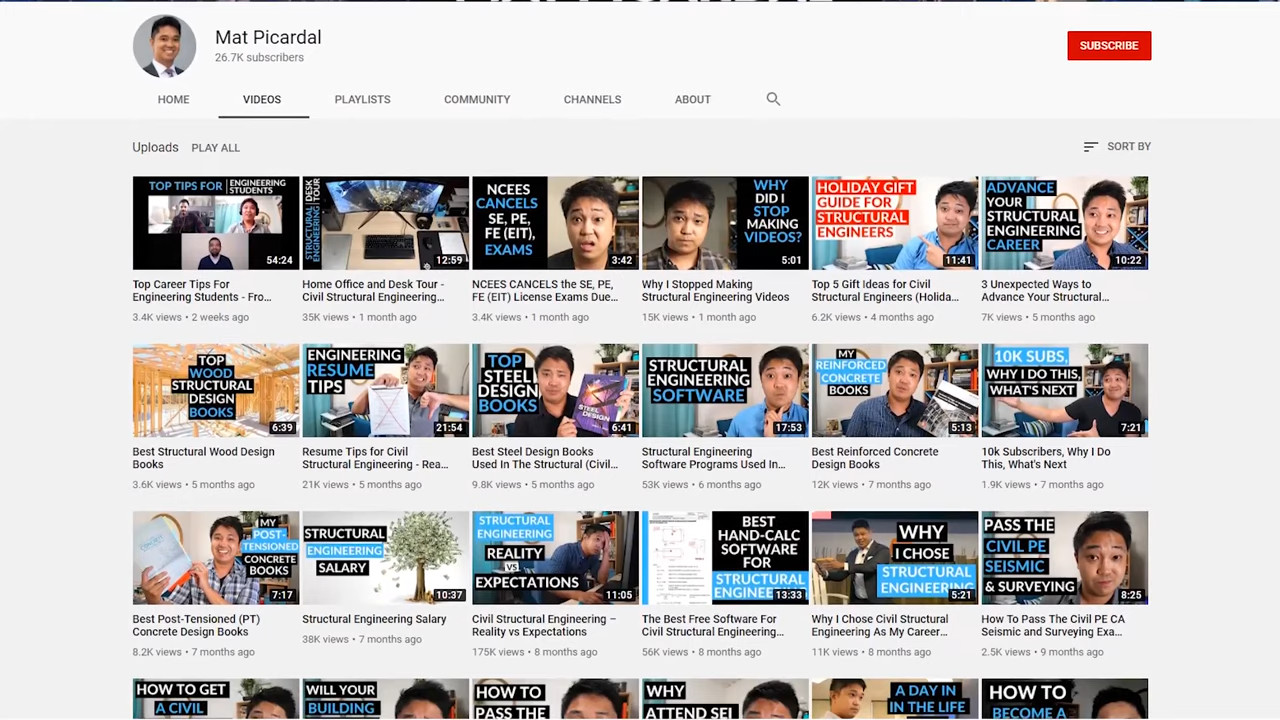 Mat Picardal
26.7K subscribers
SUBSCRIBE
HOME VIDEOS PLAYLISTS COMMUNITY CHANNELS ABOUT
Uploads PLAY ALL
SORT BY
TOP TIPS FOR ENGINEERING STUDENTS
54:24
Top Career Tips For
Engineering Students - Fro...
3.4K views • 2 weeks ago
STRUCTURAL ENGINEERING DESK TOUR
12:59
Home Office and Desk Tour -
Civil Structural Engineering...
35K views • 1 month ago
NCEES
CANCELS
SE, PE,
FE (EIT),
EXAMS
3:42
NCEES CANCELS the SE, PE,
FE (EIT) License Exams Due...
3.4K views • 1 month ago
WHY
DID I
STOP
MAKING
VIDEOS?
5:01
Why I Stopped Making
Structural Engineering Videos
15K views • 1 month ago
HOLIDAY GIFT
GUIDE FOR
STRUCTURAL
ENGINEERS
11:41
Top 5 Gift Ideas for Civil
Structural Engineers (Holida...
6.2K views • 4 months ago
ADVANCE
YOUR
STRUCTURAL
ENGINEERING
CAREER
10:22
3 Unexpected Ways to
Advance Your Structural...
7K views • 5 months ago
TOP
WOOD
STRUCTURAL
DESIGN
BOOKS
6:39
Best Structural Wood Design
Books
3.6K views • 5 months ago
ENGINEERING
RESUME
TIPS
21:54
Resume Tips for Civil
Structural Engineering - Rea...
21K views • 5 months ago
TOP
STEEL
DESIGN
BOOKS
STEEL DESIGN
6:41
Best Steel Design Books
Used In The Structural (Civil...
9.8K views • 5 months ago
STRUCTURAL
ENGINEERING
SOFTWARE
17:53
Structural Engineering
Software Programs Used In...
53K views • 6 months ago
MY
REINFORCED
CONCRETE
BOOKS
5:13
Best Reinforced Concrete
Design Books
12K views • 7 months ago
10K SUBS,
WHY I DO THIS,
WHAT'S NEXT
7:21
10k Subscribers, Why I Do
This, What's Next
1.9K views • 7 months ago
MY
POST-
TENSIONED
CONCRETE
BOOKS
7:17
Best Post-Tensioned (PT)
Concrete Design Books
8.2K views • 7 months ago
STRUCTURAL
ENGINEERING
SALARY
10:37
Structural Engineering Salary
38K views • 7 months ago
STRUCTURAL
ENGINEERING
REALITY
VS
EXPECTATIONS
11:05
Civil Structural Engineering –
Reality vs Expectations
175K views • 8 months ago
BEST
HAND-CALC
SOFTWARE
FOR
STRUCTURAL
13:33
The Best Free Software For
Civil Structural Engineering...
56K views • 8 months ago
WHY
I CHOSE
STRUCTURAL
ENGINEERING
5:21
Why I Chose Civil Structural
Engineering As My Career...
11K views • 8 months ago
PASS THE
CIVIL PE
SEISMIC
& SURVEYING
8:25
How To Pass The Civil PE CA
Seismic and Surveying Exa...
2.5K views • 9 months ago
HOW TO GET
A CIVIL
WILL YOUR
BUILDING
HOW TO
PASS THE
WHY
ATTEND SEI
A DAY IN
IN THE LIFE
HOW TO
BECOME A